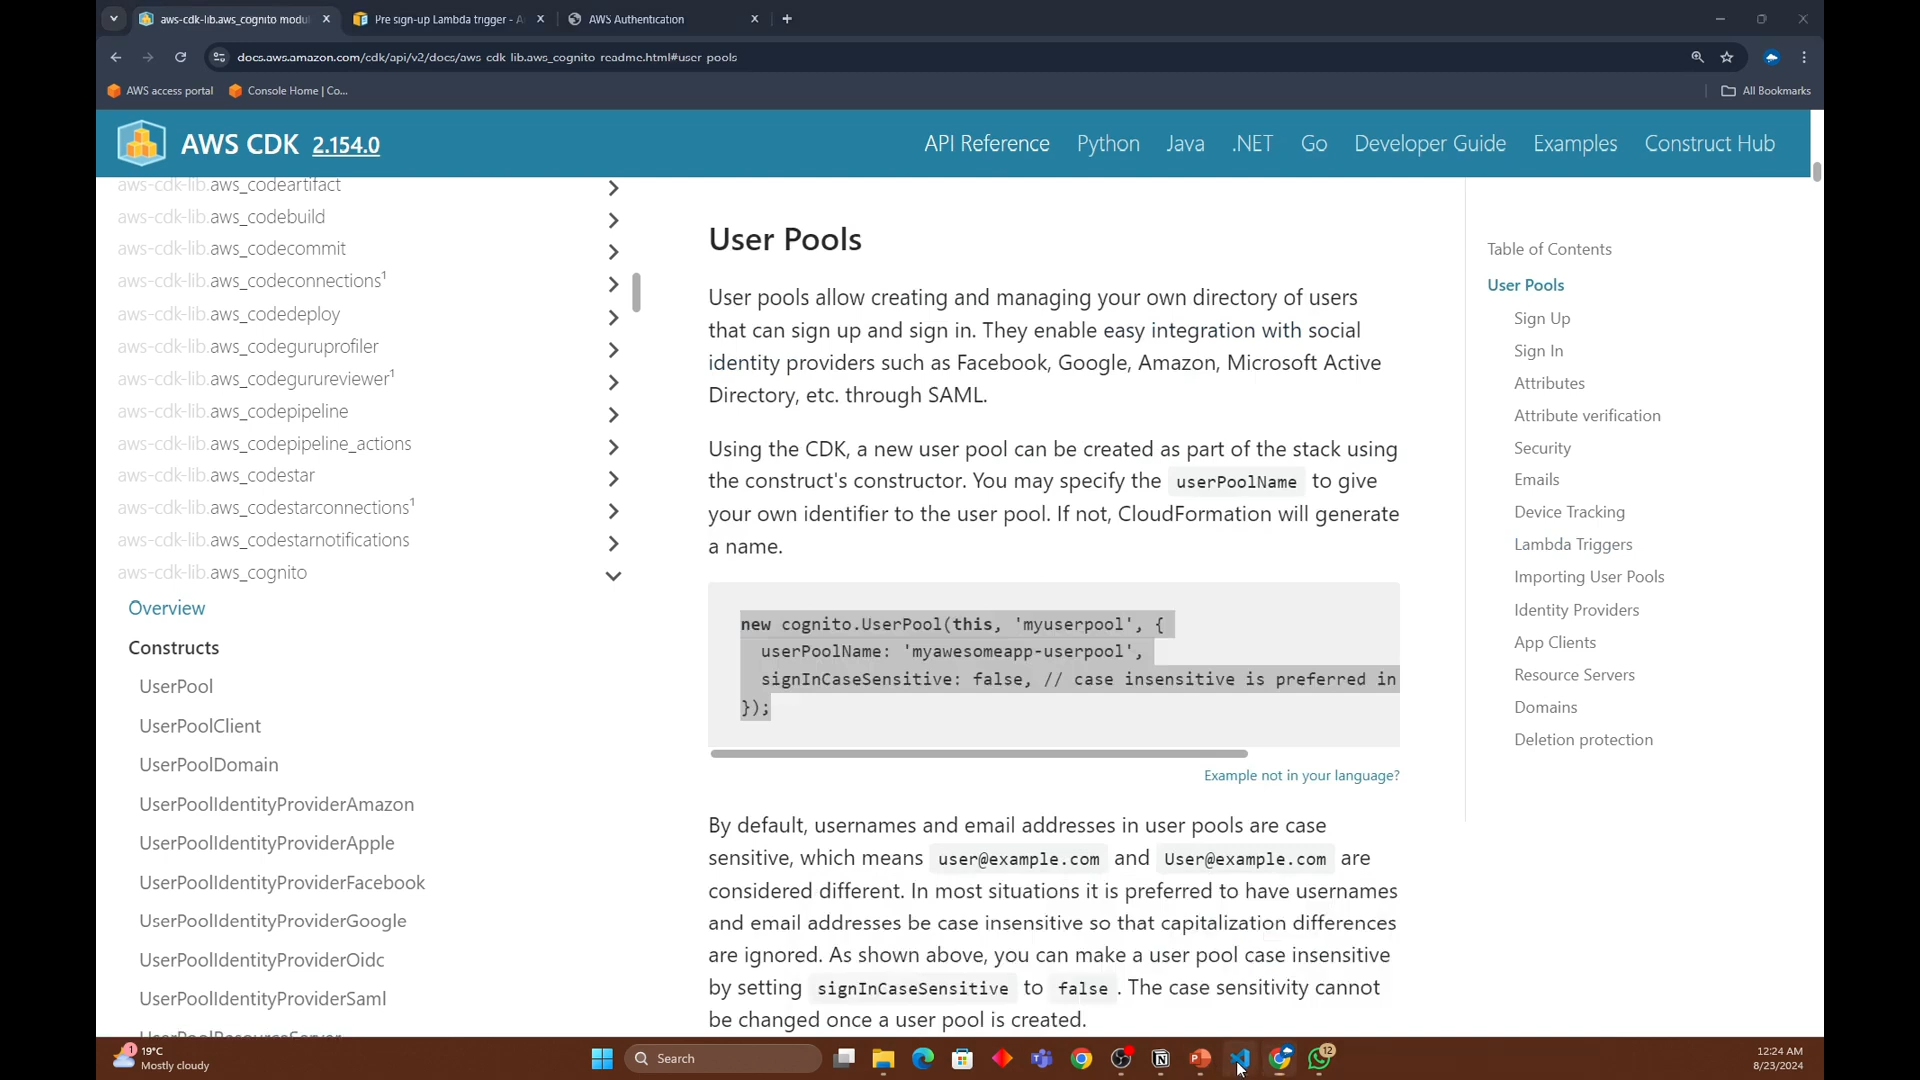 aws-cdk-lib.aws_cognito modul
Pre sign-up Lambda trigger - A
AWS Authentication
docs.aws.amazon.com/cdk/api/v2/docs/aws-cdk-lib.aws_cognito-readme.html#user-pools
AWS access portal
Console Home | Co...
All Bookmarks
AWS CDK 2.154.0
API Reference
Python
Java
.NET
Go
Developer Guide
Examples
Construct Hub
aws-cdk-lib.aws_codeartifact
aws-cdk-lib.aws_codebuild
aws-cdk-lib.aws_codecommit
aws-cdk-lib.aws_codeconnections¹
aws-cdk-lib.aws_codedeploy
aws-cdk-lib.aws_codeguruprofiler
aws-cdk-lib.aws_codegurureviewer¹
aws-cdk-lib.aws_codepipeline
aws-cdk-lib.aws_codepipeline_actions
aws-cdk-lib.aws_codestar
aws-cdk-lib.aws_codestarconnections¹
aws-cdk-lib.aws_codestarnotifications
aws-cdk-lib.aws_cognito
Overview
Constructs
UserPool
UserPoolClient
UserPoolDomain
UserPoolIdentityProviderAmazon
UserPoolIdentityProviderApple
UserPoolIdentityProviderFacebook
UserPoolIdentityProviderGoogle
UserPoolIdentityProviderOidc
UserPoolIdentityProviderSaml
UserPoolResourceServer
User Pools
User pools allow creating and managing your own directory of users
that can sign up and sign in. They enable easy integration with social
identity providers such as Facebook, Google, Amazon, Microsoft Active
Directory, etc. through SAML.
Using the CDK, a new user pool can be created as part of the stack using
the construct's constructor. You may specify the userPoolName to give
your own identifier to the user pool. If not, CloudFormation will generate
a name.
new cognito.UserPool(this, 'myuserpool', {
userPoolName: 'myawesomeapp-userpool',
signInCaseSensitive: false, // case insensitive is preferred in
});
Example not in your language?
By default, usernames and email addresses in user pools are case
sensitive, which means user@example.com and User@example.com are
considered different. In most situations it is preferred to have usernames
and email addresses be case insensitive so that capitalization differences
are ignored. As shown above, you can make a user pool case insensitive
by setting signInCaseSensitive to false . The case sensitivity cannot
be changed once a user pool is created.
Table of Contents
User Pools
Sign Up
Sign In
Attributes
Attribute verification
Security
Emails
Device Tracking
Lambda Triggers
Importing User Pools
Identity Providers
App Clients
Resource Servers
Domains
Deletion protection
1
19°C
Mostly cloudy
Search
12
12:24 AM
8/23/2024